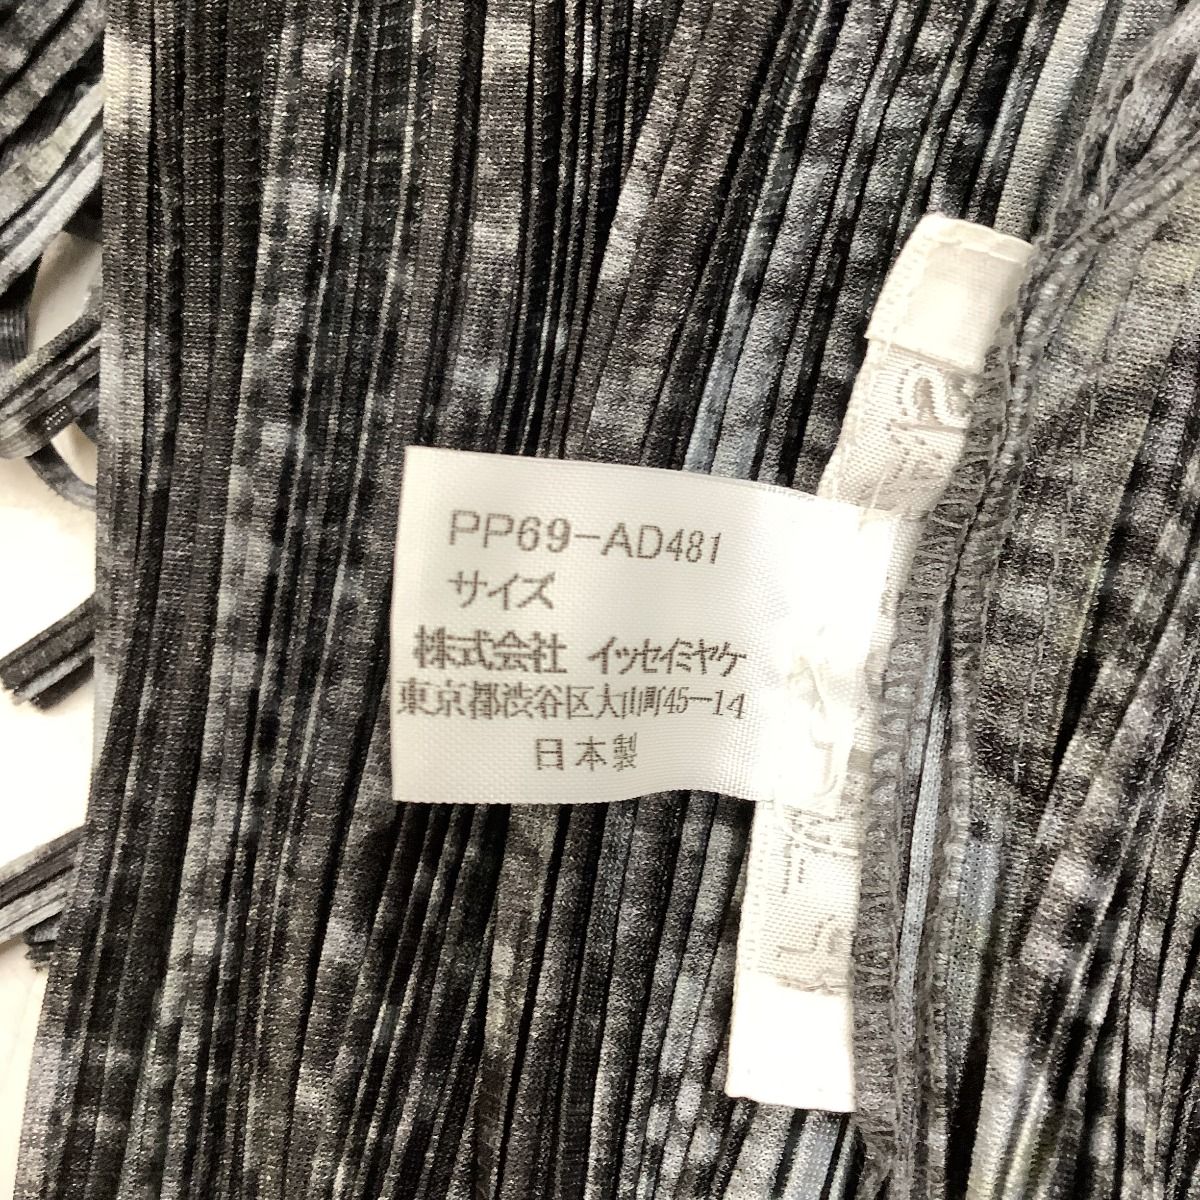 PP69-AD481
サイズ
株式会社 イッセイミヤケ
東京都渋谷区大山町45-14
日本製